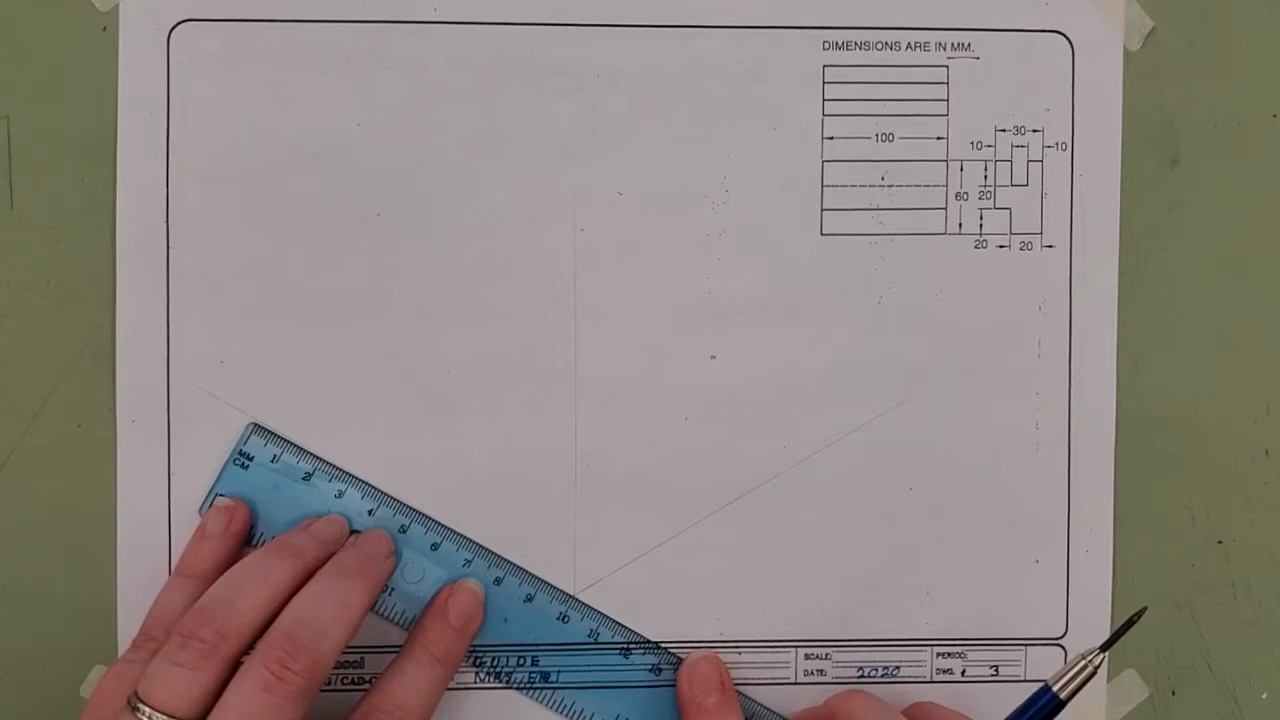 DIMENSIONS ARE IN MM.
100
30
10
10
60
20
20
20
MM
CM
1 2 3 4 5 6 7 8 9 10 11 12 13
GUIDE
SCALE:
PERIOD:
DATE: 2020
DWG. # 3